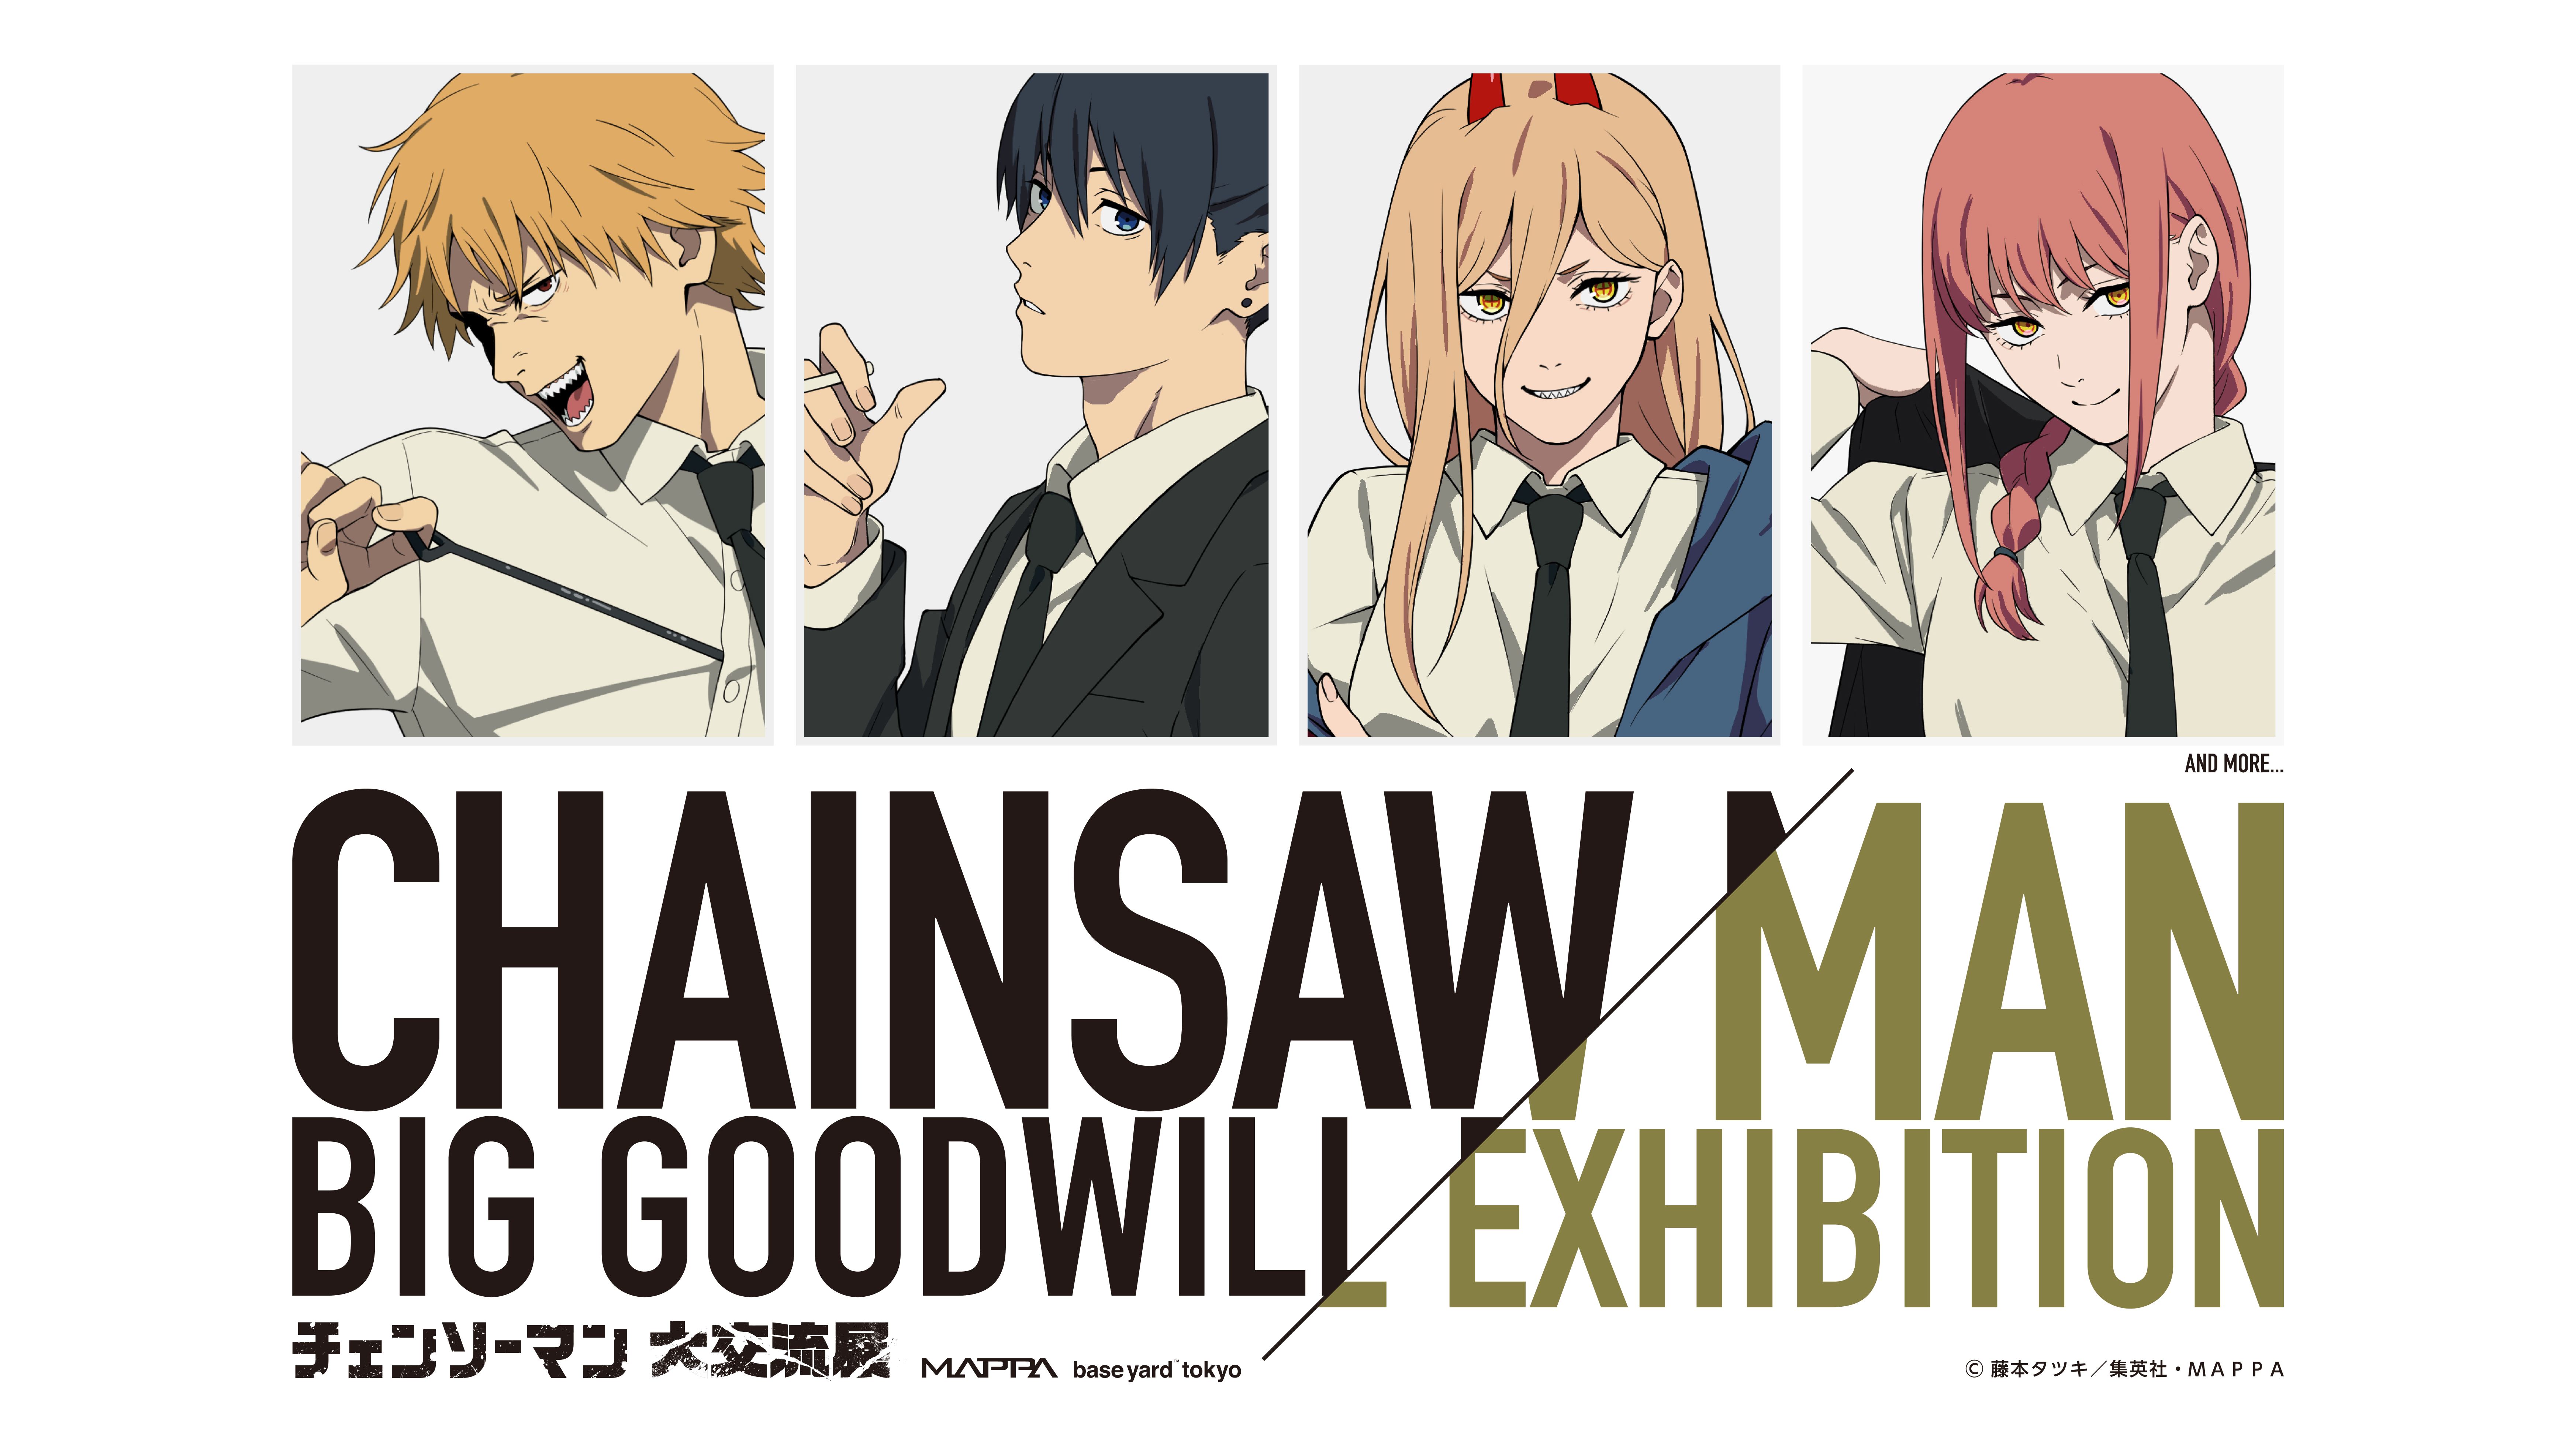 AND MORE...
CHAINSAW MAN
BIG GOODWILL EXHIBITION
チェンソーマン 大交流展 MAPPA base yard™ tokyo
© 藤本タツキ／集英社・ＭＡＰＰＡ